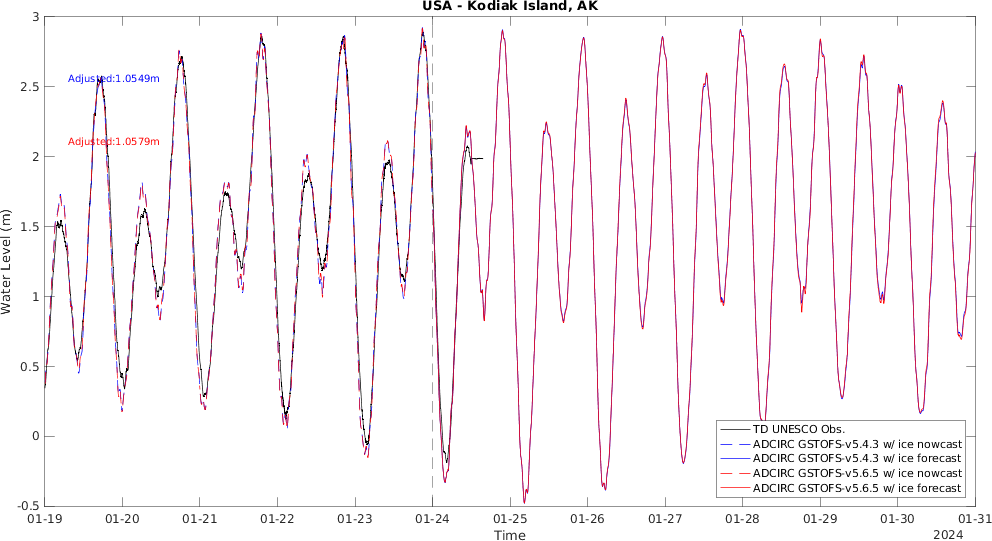 USA - Kodiak Island, AK
3
2.5
2
1.5
1
0.5
0
-0.5
Water Level (m)
Adjusted:1.0549m
Adjusted:1.0579m
TD UNESCO Obs.
ADCIRC GSTOFS-v5.4.3 w/ ice nowcast
ADCIRC GSTOFS-v5.4.3 w/ ice forecast
ADCIRC GSTOFS-v5.6.5 w/ ice nowcast
ADCIRC GSTOFS-v5.6.5 w/ ice forecast
01-19 01-20 01-21 01-22 01-23 01-24 01-25 01-26 01-27 01-28 01-29 01-30 01-31
Time
2024